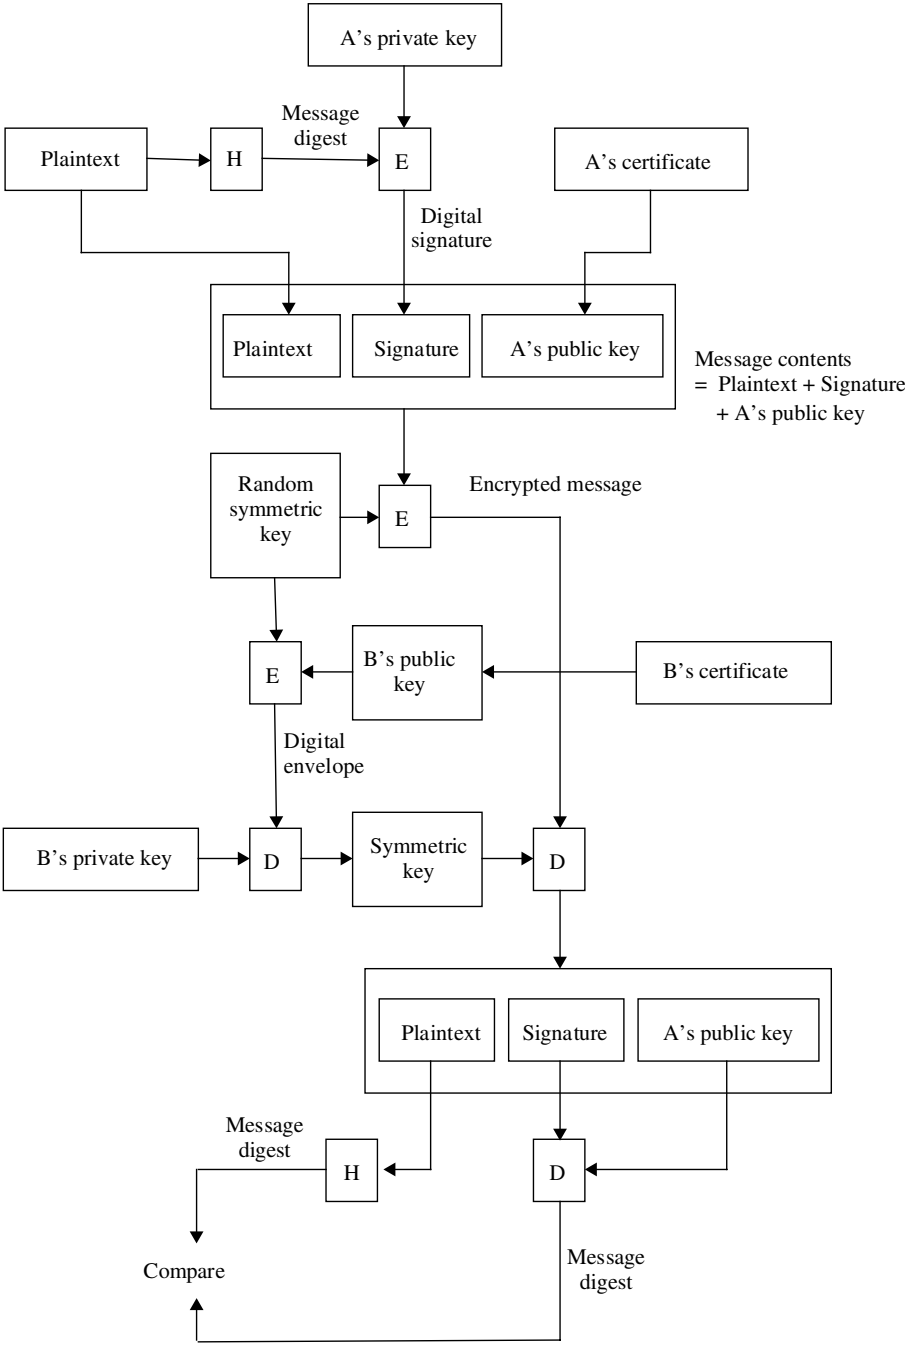 A's private key
Message
digest
Plaintext
H
E
A's certificate
Digital
signature
Plaintext
Signature
A's public key
Message contents
= Plaintext + Signature
+ A's public key
Random
symmetric
key
E
Encrypted message
E
B's public
key
B's certificate
Digital
envelope
B's private key
D
Symmetric
key
D
Plaintext
Signature
A's public key
Message
digest
H
D
Compare
Message
digest